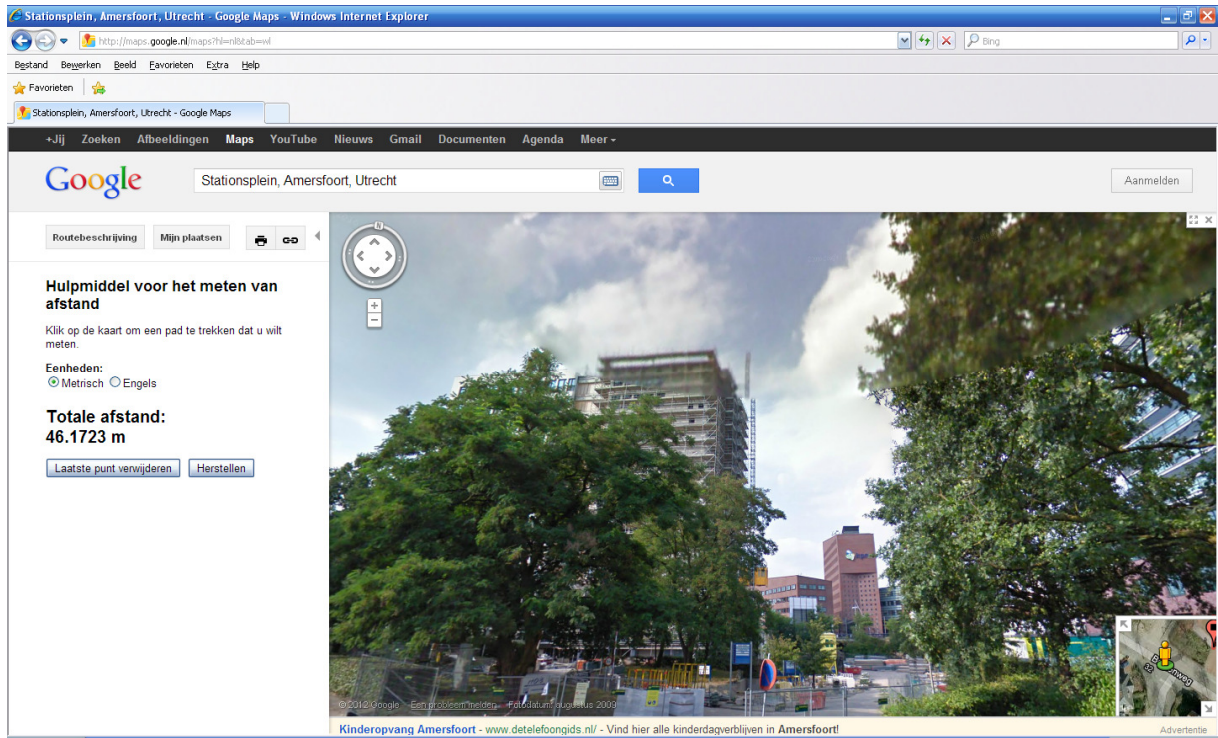 Stationsplein, Amersfoort, Utrecht - Google Maps - Windows Internet Explorer
http://maps.google.nl/maps?hl=nl&tab=wl
Bing
Bestand Bewerken Beeld Favorieten Extra Help
Favorieten
Stationsplein, Amersfoort, Utrecht - Google Maps
+Jij Zoeken Afbeeldingen Maps YouTube Nieuws Gmail Documenten Agenda Meer
Google
Stationsplein, Amersfoort, Utrecht
Aanmelden
Routebeschrijving Mijn plaatsen
N
Hulpmiddel voor het meten van
afstand
Klik op de kaart om een pad te trekken dat u wilt
meten.
Eenheden:
Metrisch Engels
Totale afstand:
46.1723 m
Laatste punt verwijderen Herstellen
© 2012 Google Een probleem melden Fotodatum: augustus 2009
Kinderopvang Amersfoort - www.detelefoongids.nl/ - Vind hier alle kinderdagverblijven in Amersfoort!
Advertentie